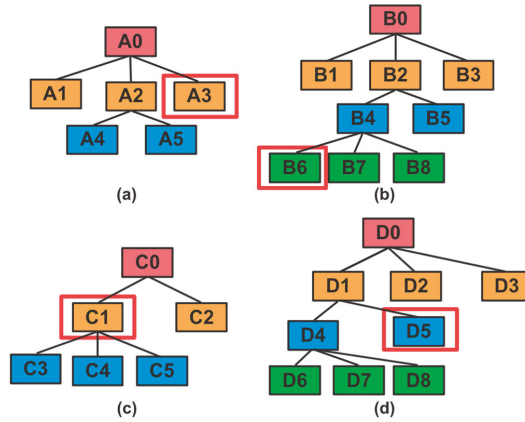 A0
A1 A2 A3
A4 A5
(a)
B0
B1 B2 B3
B4 B5
B6 B7 B8
(b)
C0
C1 C2
C3 C4 C5
(c)
D0
D1 D2 D3
D4 D5
D6 D7 D8
(d)